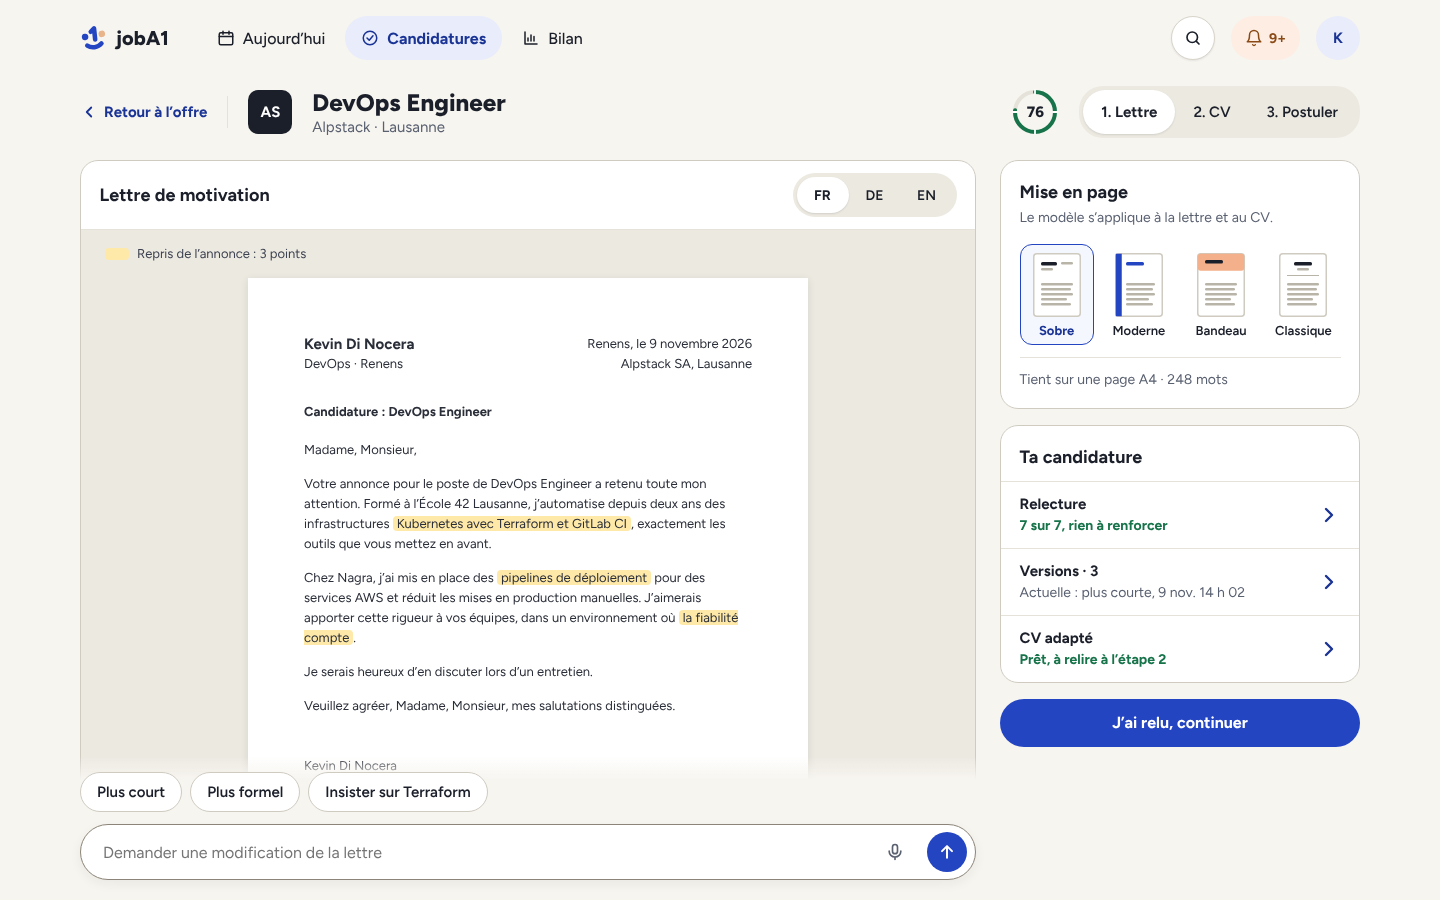 jobA1
Aujourd’hui
Candidatures
Bilan
9+
K
Retour à l’offre
AS
DevOps Engineer
Alpstack · Lausanne
76
1. Lettre
2. CV
3. Postuler
Lettre de motivation
FR
DE
EN
Repris de l’annonce : 3 points
Kevin Di Nocera
DevOps · Renens
Renens, le 9 novembre 2026
Alpstack SA, Lausanne
Candidature : DevOps Engineer
Madame, Monsieur,
Votre annonce pour le poste de DevOps Engineer a retenu toute mon
attention. Formé à l’École 42 Lausanne, j’automatise depuis deux ans des
infrastructures Kubernetes avec Terraform et GitLab CI, exactement les
outils que vous mettez en avant.
Chez Nagra, j’ai mis en place des pipelines de déploiement pour des
services AWS et réduit les mises en production manuelles. J’aimerais
apporter cette rigueur à vos équipes, dans un environnement où la fiabilité
compte.
Je serais heureux d’en discuter lors d’un entretien.
Veuillez agréer, Madame, Monsieur, mes salutations distinguées.
Kevin Di Nocera
Plus court
Plus formel
Insister sur Terraform
Demander une modification de la lettre
Mise en page
Le modèle s’applique à la lettre et au CV.
Sobre
Moderne
Bandeau
Classique
Tient sur une page A4 · 248 mots
Ta candidature
Relecture
7 sur 7, rien à renforcer
Versions · 3
Actuelle : plus courte, 9 nov. 14 h 02
CV adapté
Prêt, à relire à l’étape 2
J’ai relu, continuer